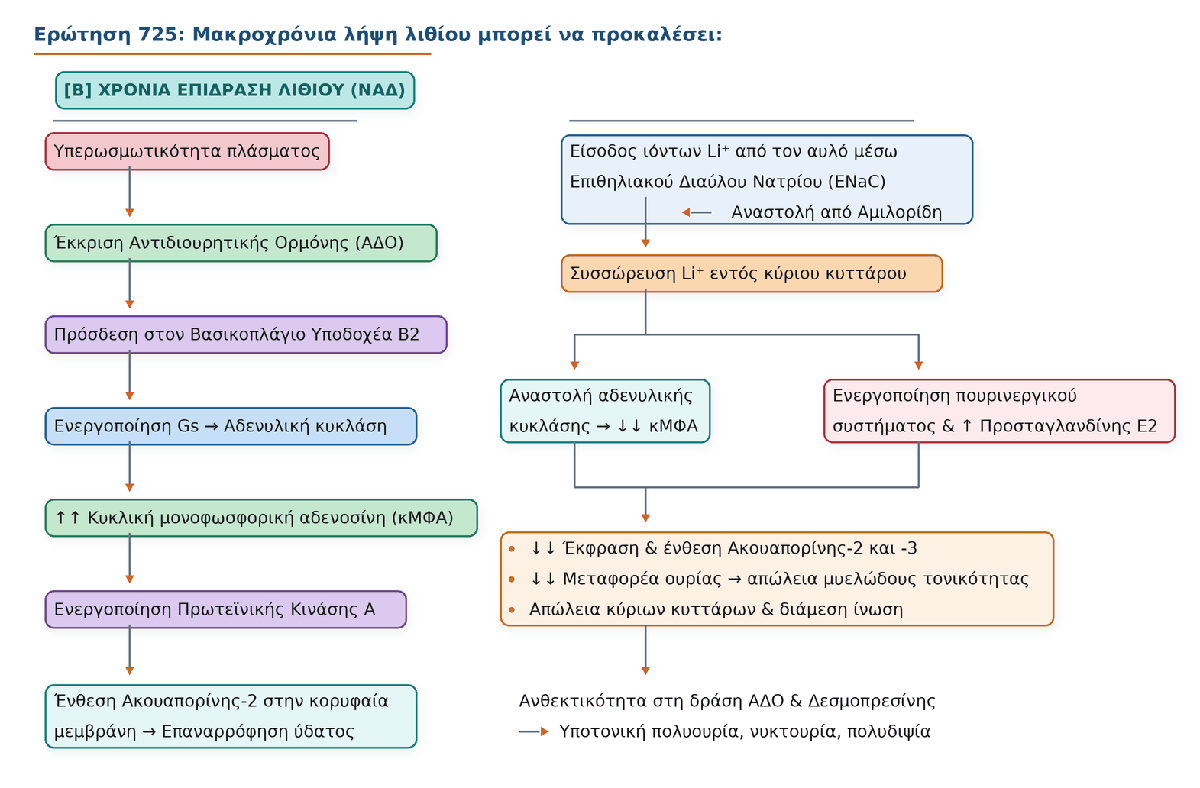 Ερώτηση 725: Μακροχρόνια λήψη λιθίου μπορεί να προκαλέσει:
[Β] ΧΡΟΝΙΑ ΕΠΙΔΡΑΣΗ ΛΙΘΙΟΥ (ΝΑΔ)
Υπερωσμωτικότητα πλάσματος
Έκκριση Αντιδιουρητικής Ορμόνης (ΑΔΟ)
Πρόσδεση στον Βασικοπλάγιο Υποδοχέα Β2
Ενεργοποίηση Gs → Αδενυλική κυκλάση
↑↑ Κυκλική μονοφωσφορική αδενοσίνη (κΜΦΑ)
Ενεργοποίηση Πρωτεϊνικής Κινάσης Α
Ένθεση Ακουαπορίνης-2 στην κορυφαία
μεμβράνη → Επαναρρόφηση ύδατος
Είσοδος ιόντων Li⁺ από τον αυλό μέσω
Επιθηλιακού Διαύλου Νατρίου (ENaC)
Αναστολή από Αμιλορίδη
Συσσώρευση Li⁺ εντός κύριου κυττάρου
Αναστολή αδενυλικής
κυκλάσης → ↓↓ κΜΦΑ
Ενεργοποίηση πουρινεργικού
συστήματος & ↑ Προσταγλανδίνης Ε2
• ↓↓ Έκφραση & ένθεση Ακουαπορίνης-2 και -3
• ↓↓ Μεταφορέα ουρίας → απώλεια μυελώδους τονικότητας
• Απώλεια κύριων κυττάρων & διάμεση ίνωση
Ανθεκτικότητα στη δράση ΑΔΟ & Δεσμοπρεσίνης
Υποτονική πολυουρία, νυκτουρία, πολυδιψία